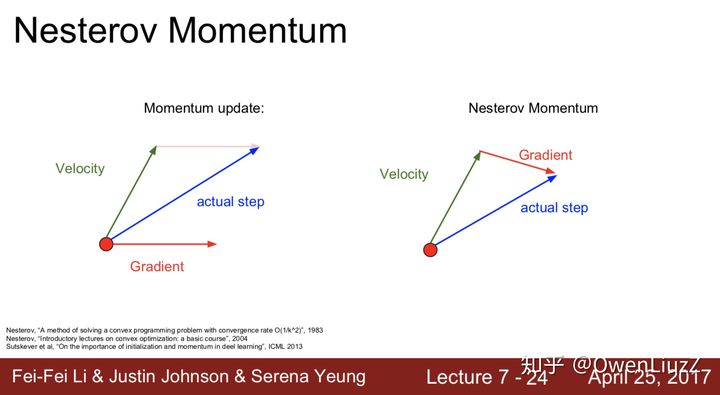 Nesterov Momentum
Momentum update:
Velocity
actual step
Gradient
Nesterov Momentum
Gradient
Velocity
actual step
Nesterov, “A method of solving a convex programming problem with convergence rate O(1/k^2)”, 1983
Nesterov, “Introductory lectures on convex optimization: a basic course”, 2004
Sutskever et al, “On the importance of initialization and momentum in deel learning”, ICML 2013
知乎 @OwenLiuzZ
Fei-Fei Li & Justin Johnson & Serena Yeung
Lecture 7 - 24
April 25, 2017